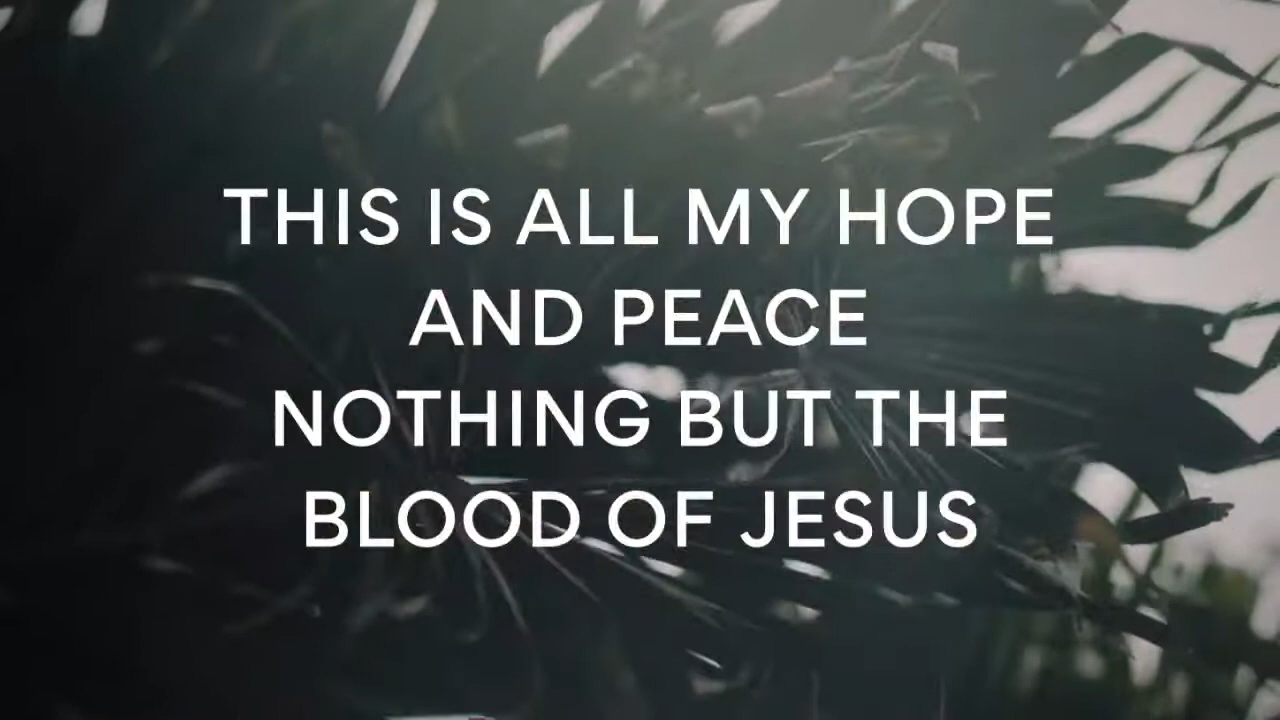 THIS IS ALL MY HOPE
AND PEACE
NOTHING BUT THE
BLOOD OF JESUS